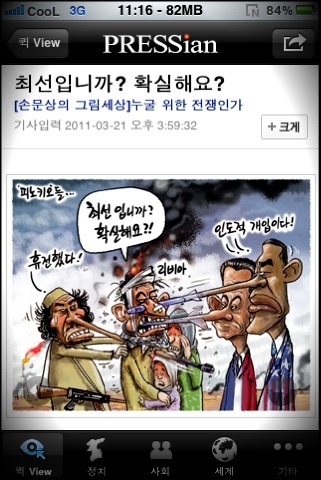 CooL 3G 11:16 - 82MB 84%
퀵 View PRESSian
최선입니까? 확실해요?
[손문상의 그림세상]누굴 위한 전쟁인가
기사입력 2011-03-21 오후 3:59:32
+ 크게
피노키오들...
휴전했다!
최선입니까?
확실해요?!
리비아.
인도적 개입이다!
퀵 View 정치 사회 세계 기타